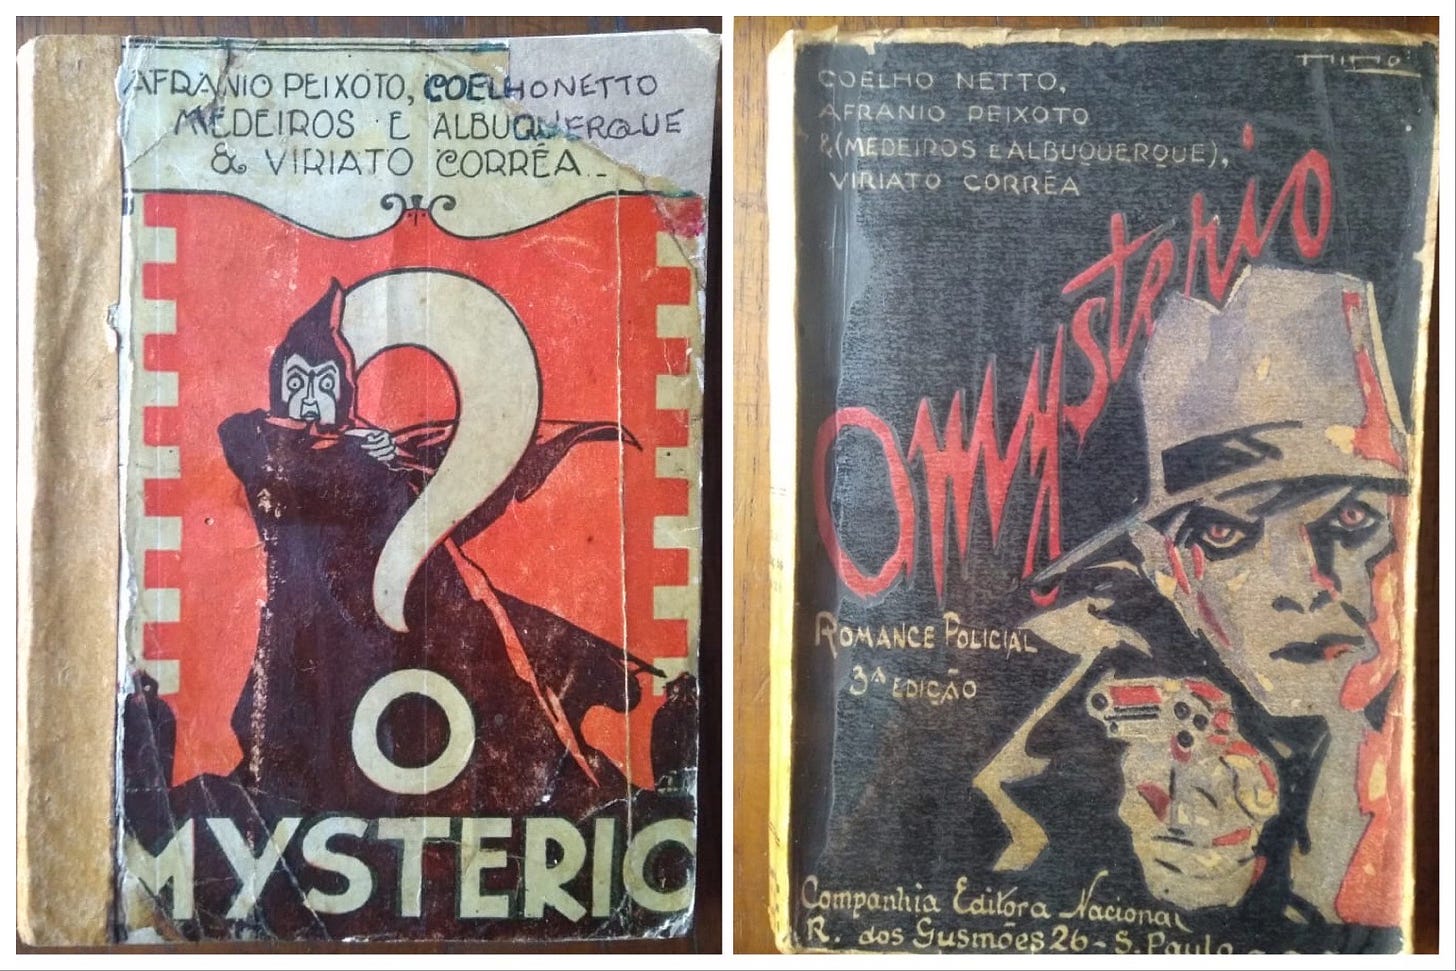 AFRANIO PEIXOTO, COELHO NETTO
MEDEIROS E ALBUQUERQUE
& VIRIATO CORRÊA..
?
O
MYSTERIO
COELHO NETTO,
AFRANIO PEIXOTO
&(MEDEIROS E ALBUQUERQUE),
VIRIATO CORRÊA
O mysterio
ROMANCE POLICIAL
3ª EDIÇÃO
Companhia Editora Nacional
R. dos Gusmões 26 - S. Paulo